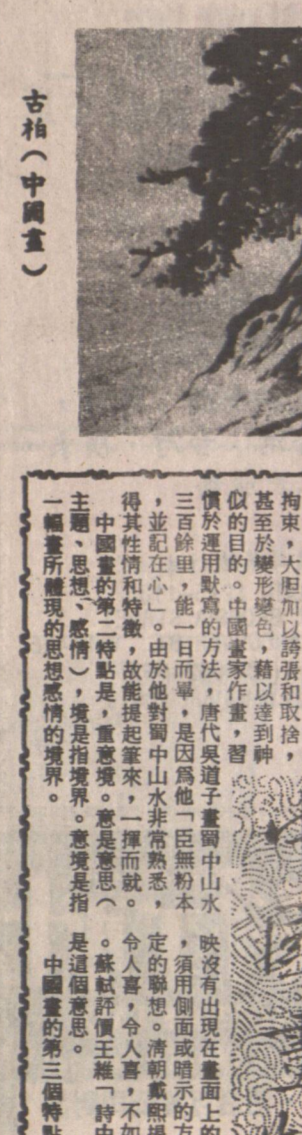 古柏（中國畫）
拘束，大胆加以誇張和取捨，
甚至於變形變色，藉以達到神
似的目的。中國畫家作畫，習
慣於運用默寫的方法，唐代吳道子畫蜀中山水
三百餘里，能一日而畢，是因爲他「臣無粉本
，並記在心」。由於他對蜀中山水非常熟悉，
得其性情和特徵，故能提起筆來，一揮而就。
中國畫的第二特點是，重意境。意是意思（
主題、思想、感情），境是指境界。意境是指
一幅畫所體現的思想感情的境界。
映沒有出現在畫面上的
，須用側面或暗示的方
定的聯想。清朝戴熙提
令人喜，令人喜，不如
。蘇軾評價王維「詩中
是這個意思。
中國畫的第三個特點